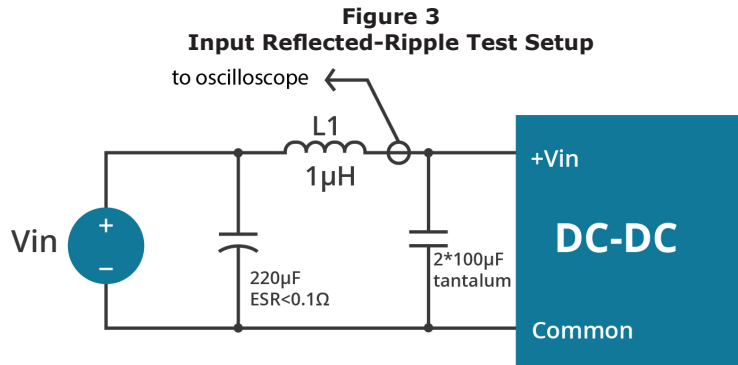 Figure 3
Input Reflected-Ripple Test Setup
to oscilloscope
L1
1µH
+Vin
Vin
+
−
DC-DC
220µF
ESR<0.1Ω
2*100µF
tantalum
Common